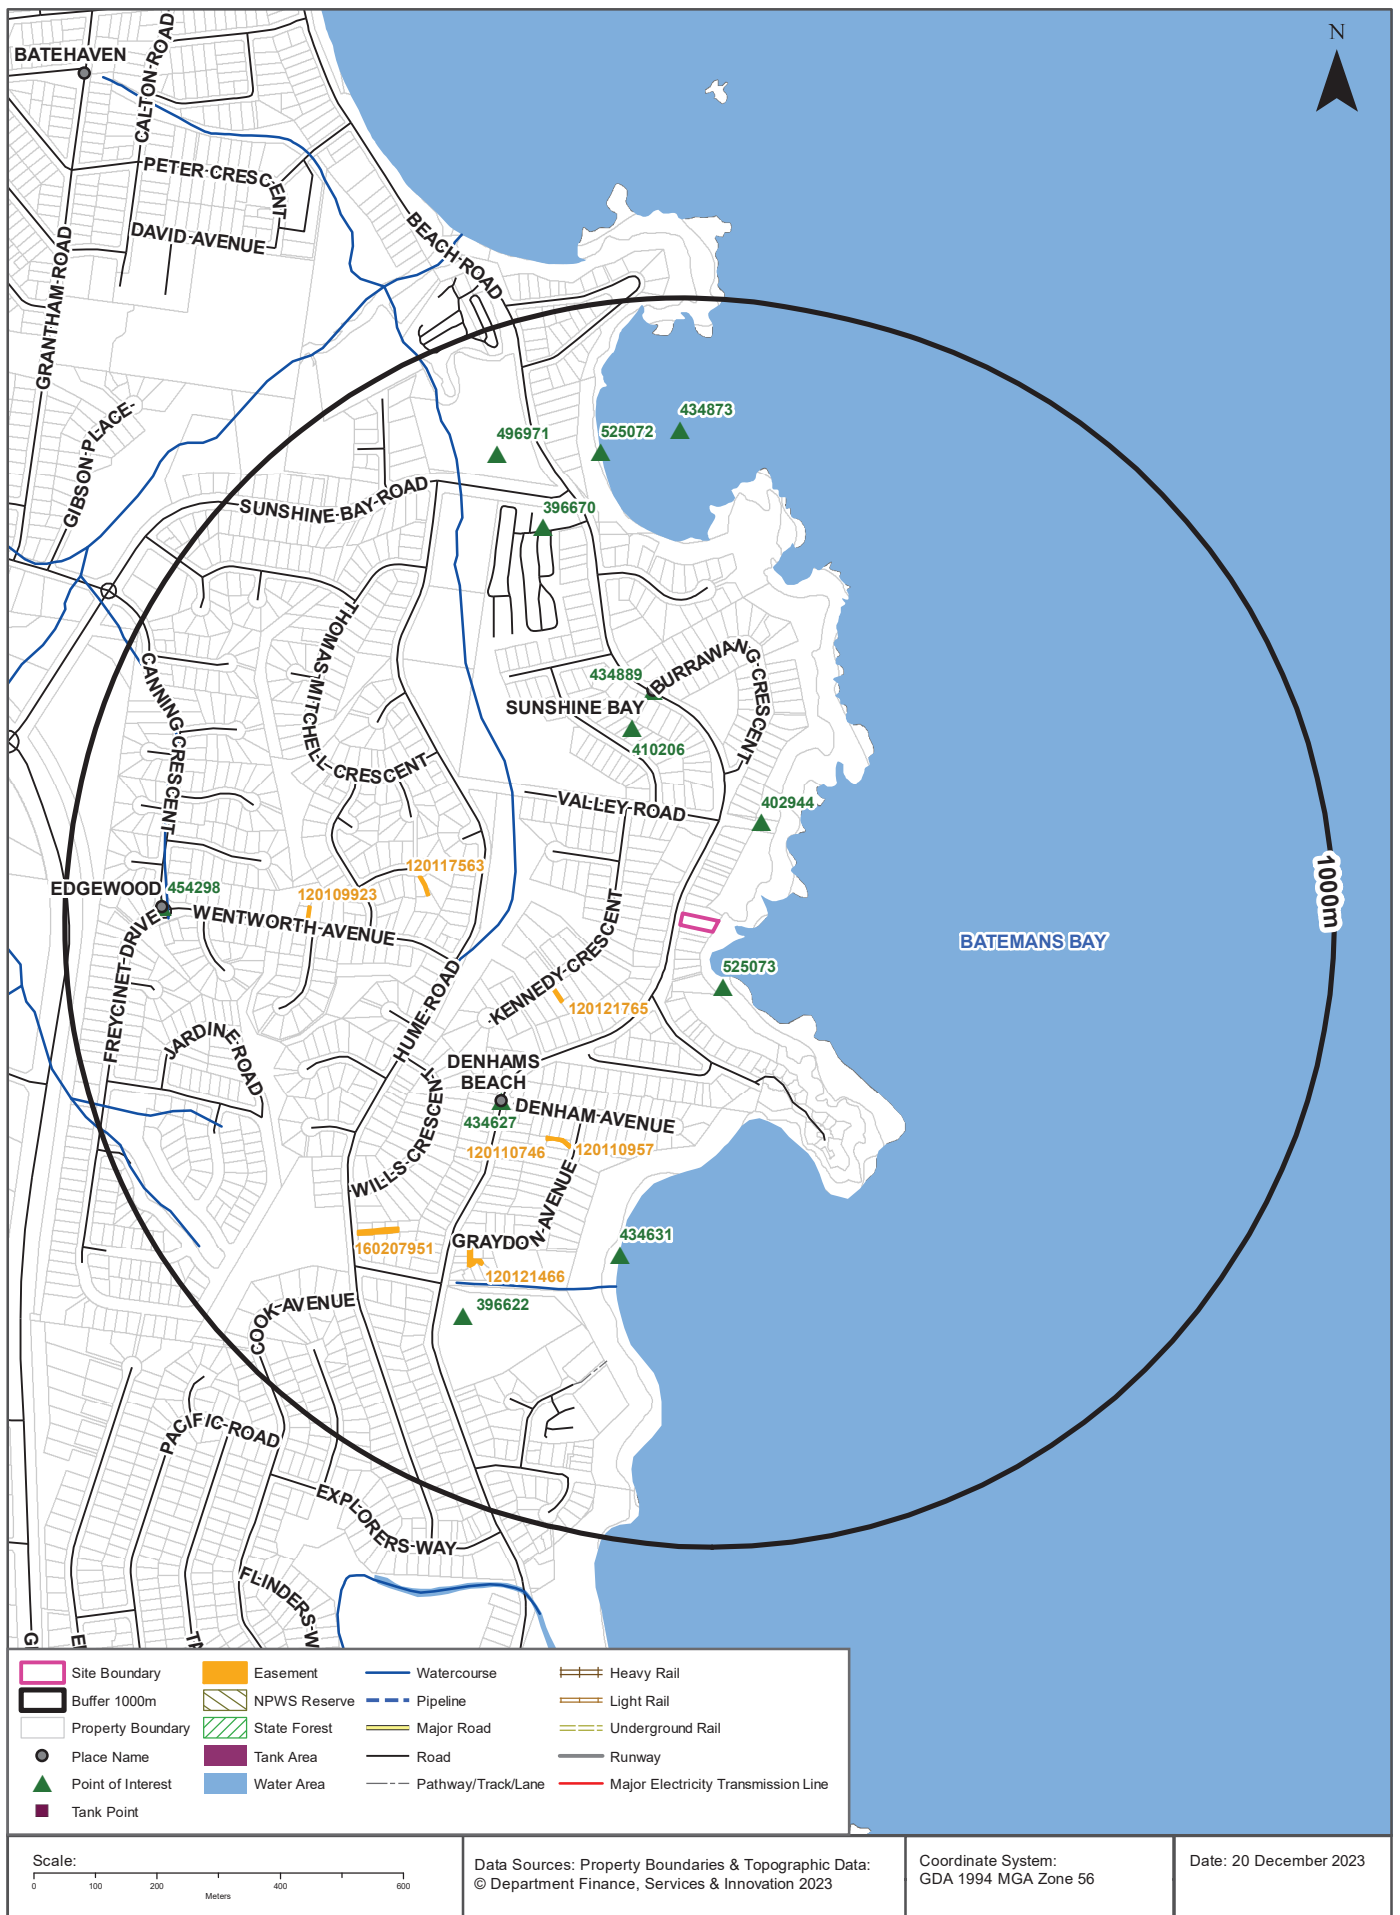 N
BATEHAVEN
CALTON ROAD
PETER CRESCENT
DAVID AVENUE
BEACH ROAD
GRANTHAM ROAD
GIBSON PLACE
434873
496971
525072
SUNSHINE BAY ROAD
396670
THOMAS MITCHELL CRESCENT
CANNING CRESCENT
434889
BURRAWANG CRESCENT
SUNSHINE BAY
410206
VALLEY ROAD
402944
120117563
EDGEWOOD
454298
120109923
WENTWORTH AVENUE
1000m
BATEMANS BAY
FREYCINET DRIVE
KENNEDY CRESCENT
525073
HUME ROAD
120121765
JARDINE ROAD
DENHAMS
BEACH
DENHAM AVENUE
434627
WILLS CRESCENT
120110746
120110957
GRAYDON AVENUE
434631
160207951
120121466
COOK AVENUE
396622
PACIFIC ROAD
EXPLORERS WAY
FLINDERS W
Site Boundary
Easement
Watercourse
Heavy Rail
Buffer 1000m
NPWS Reserve
Pipeline
Light Rail
Property Boundary
State Forest
Major Road
Underground Rail
Place Name
Tank Area
Road
Runway
Point of Interest
Water Area
Pathway/Track/Lane
Major Electricity Transmission Line
Tank Point
Scale:
0 100 200 400 600
Meters
Data Sources: Property Boundaries & Topographic Data:
© Department Finance, Services & Innovation 2023
Coordinate System:
GDA 1994 MGA Zone 56
Date: 20 December 2023